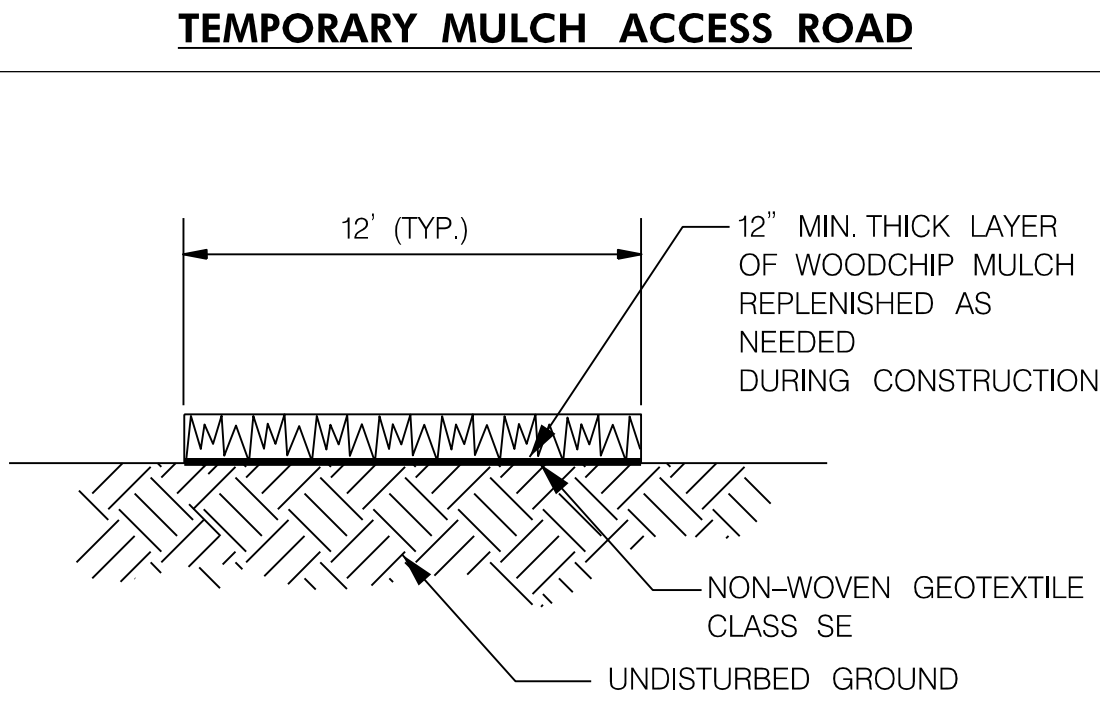 TEMPORARY MULCH ACCESS ROAD
12' (TYP.)
12” MIN. THICK LAYER
OF WOODCHIP MULCH
REPLENISHED AS
NEEDED
DURING CONSTRUCTION
NON–WOVEN GEOTEXTILE
CLASS SE
UNDISTURBED GROUND